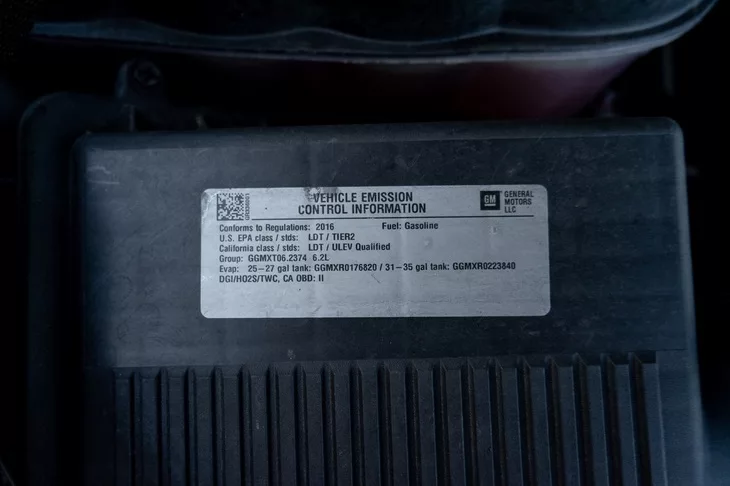 VEHICLE EMISSION
CONTROL INFORMATION
GM
GENERAL
MOTORS
LLC
Conforms to Regulations: 2016 Fuel: Gasoline
U.S. EPA class / stds: LDT / TIER2
California class / stds: LDT / ULEV Qualified
Group: GGMXT06.2374 6.2L
Evap: 25-27 gal tank: GGMXR0176820 / 31-35 gal tank: GGMXR0223840
DGI/HO2S/TWC, CA OBD: II